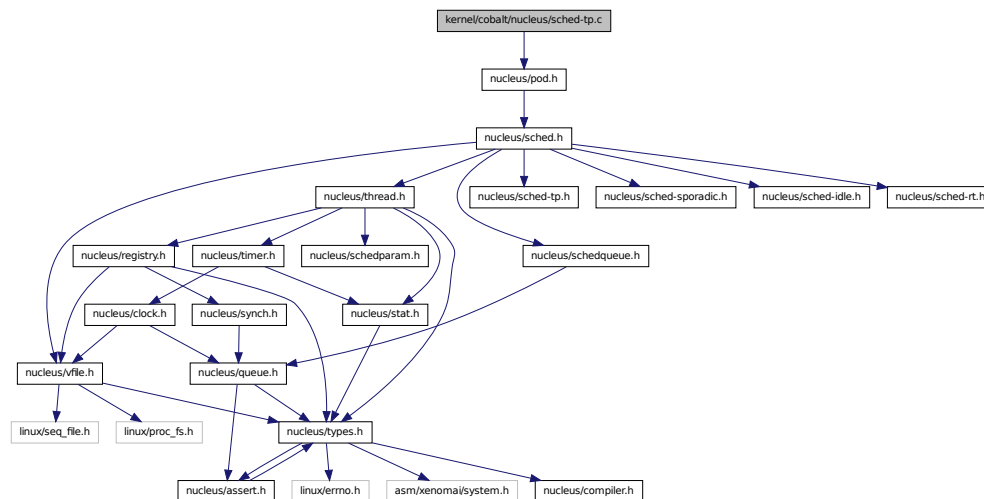 kernel/cobalt/nucleus/sched-tp.c
nucleus/pod.h
nucleus/sched.h
nucleus/thread.h
nucleus/sched-tp.h
nucleus/sched-sporadic.h
nucleus/sched-idle.h
nucleus/sched-rt.h
nucleus/registry.h
nucleus/timer.h
nucleus/schedparam.h
nucleus/schedqueue.h
nucleus/clock.h
nucleus/synch.h
nucleus/stat.h
nucleus/vfile.h
nucleus/queue.h
linux/seq_file.h
linux/proc_fs.h
nucleus/types.h
nucleus/assert.h
linux/errno.h
asm/xenomai/system.h
nucleus/compiler.h